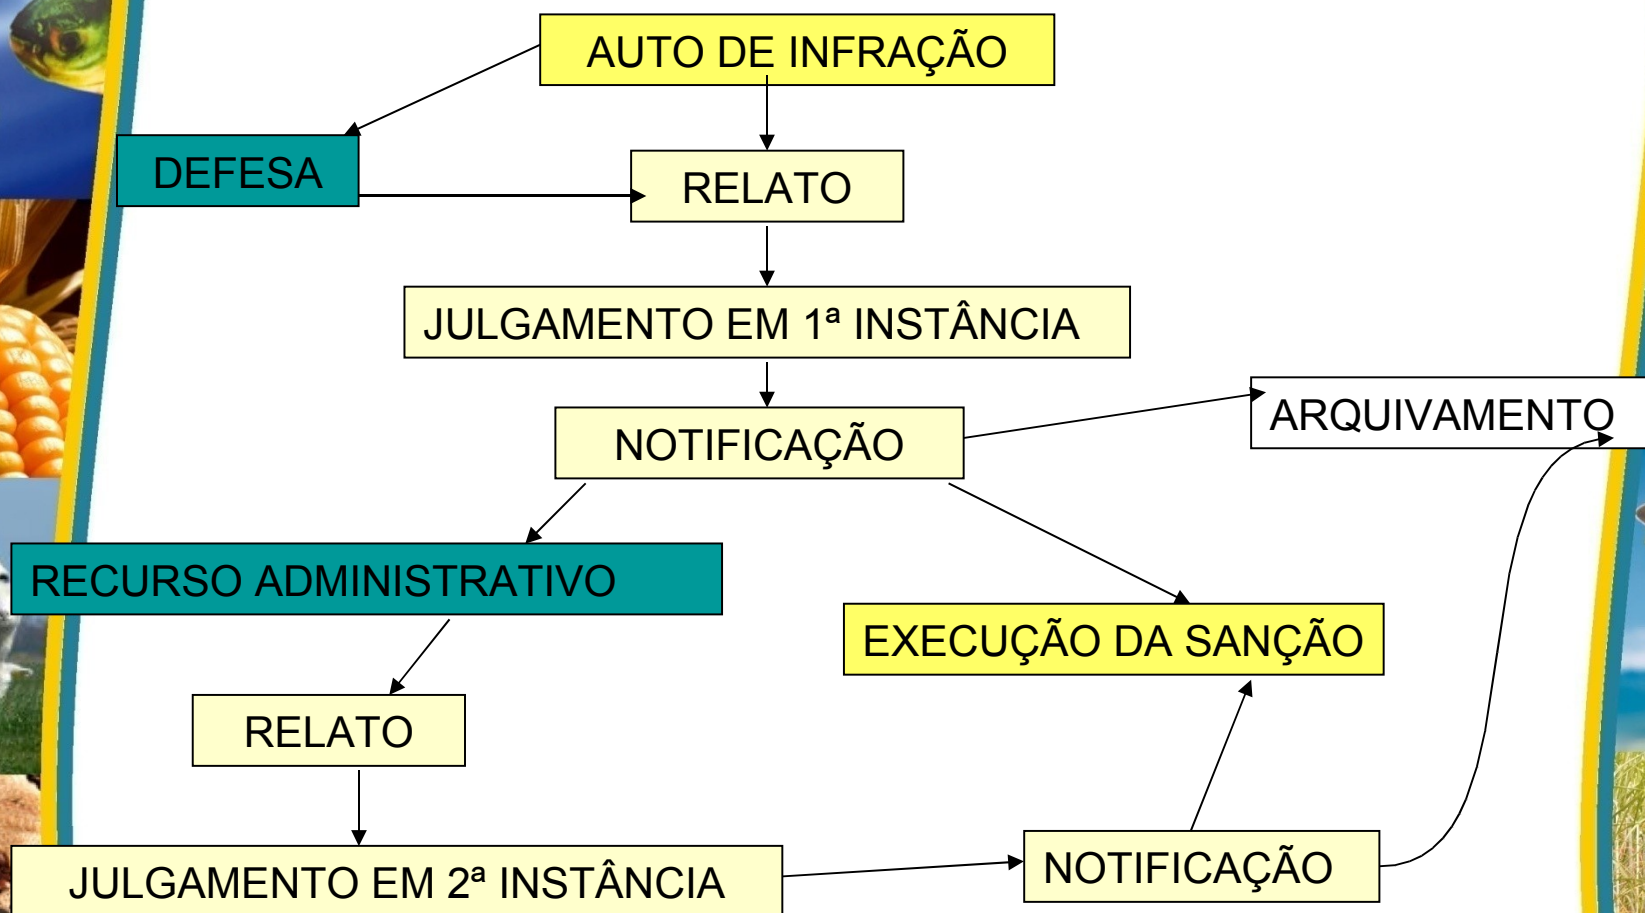 AUTO DE INFRAÇÃO
DEFESA
RELATO
JULGAMENTO EM 1ª INSTÂNCIA
NOTIFICAÇÃO
ARQUIVAMENTO
RECURSO ADMINISTRATIVO
EXECUÇÃO DA SANÇÃO
RELATO
JULGAMENTO EM 2ª INSTÂNCIA
NOTIFICAÇÃO